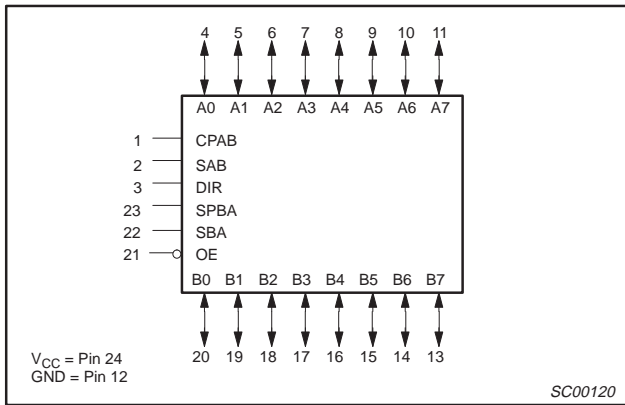 4 5 6 7 8 9 10 11
A0 A1 A2 A3 A4 A5 A6 A7
1 CPAB
2 SAB
3 DIR
23 SPBA
22 SBA
21 OE
B0 B1 B2 B3 B4 B5 B6 B7
20 19 18 17 16 15 14 13
VCC = Pin 24
GND = Pin 12
SC00120